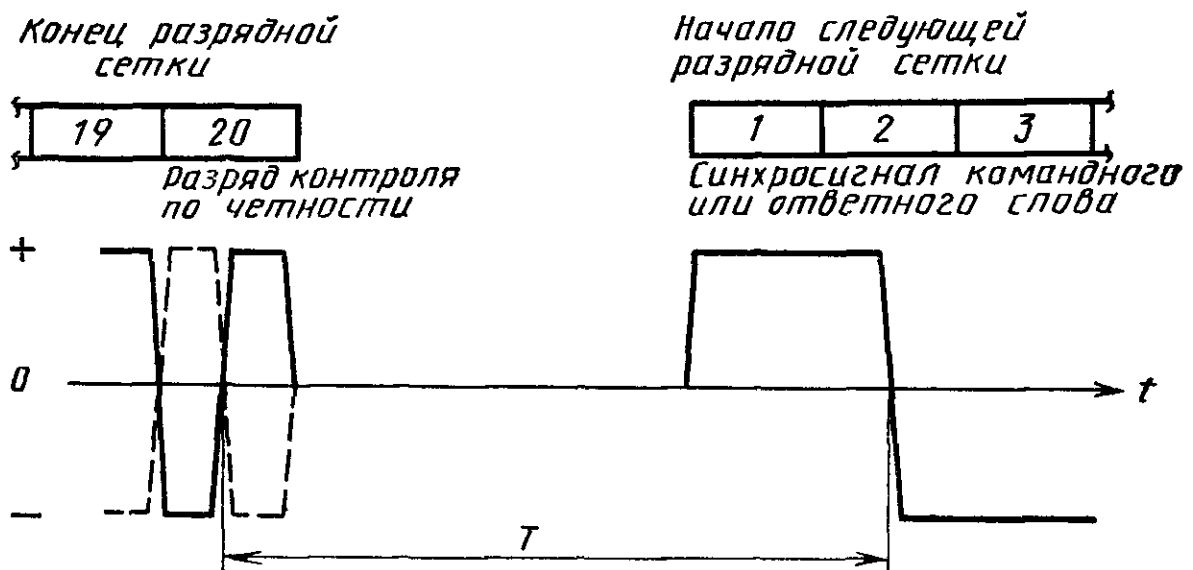 Конец разрядной
сетки
Начало следующей
разрядной сетки
19 20
1 2 3
Разряд контроля
по четности
Синхросигнал командного
или ответного слова
+
0
t
−
T